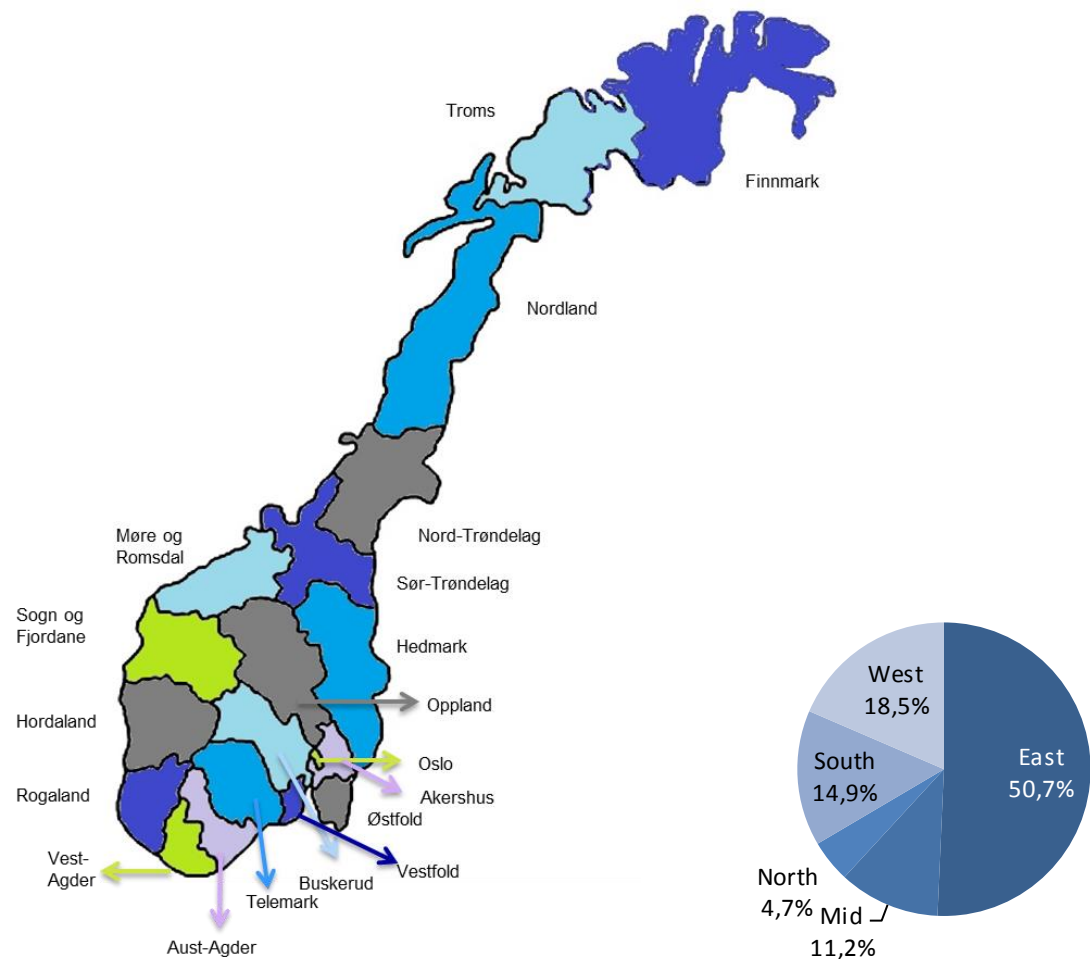 Troms
Finnmark
Nordland
Nord-Trøndelag
Møre og
Romsdal
Sør-Trøndelag
Sogn og
Fjordane
Hedmark
Oppland
Hordaland
Oslo
Akershus
Rogaland
Østfold
Vest-
Agder
Vestfold
Buskerud
Telemark
Aust-Agder
West
18,5%
East
50,7%
South
14,9%
North
4,7%
Mid
11,2%